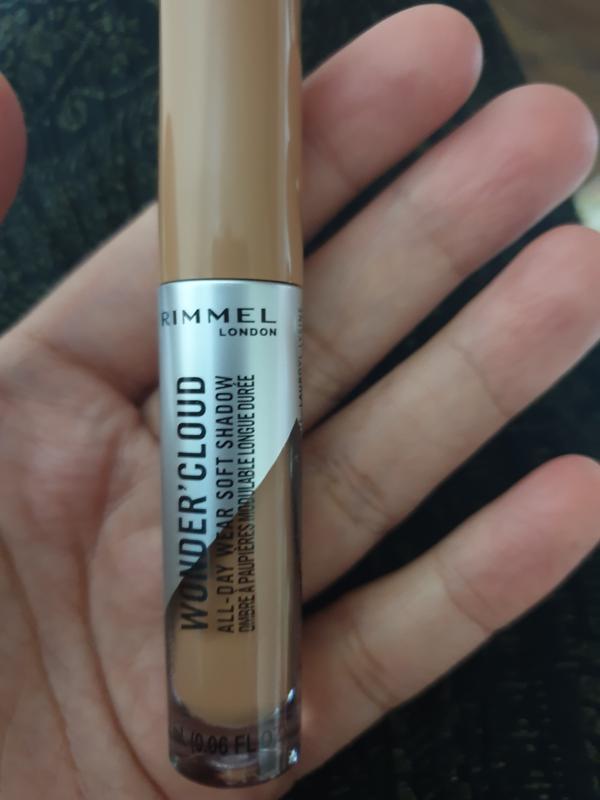 RIMMEL
LONDON
WONDER'CLOUD
ALL-DAY WEAR SOFT SHADOW
OMBRE À PAUPIÈRES MODULABLE LONGUE DURÉE
(0.06 FL